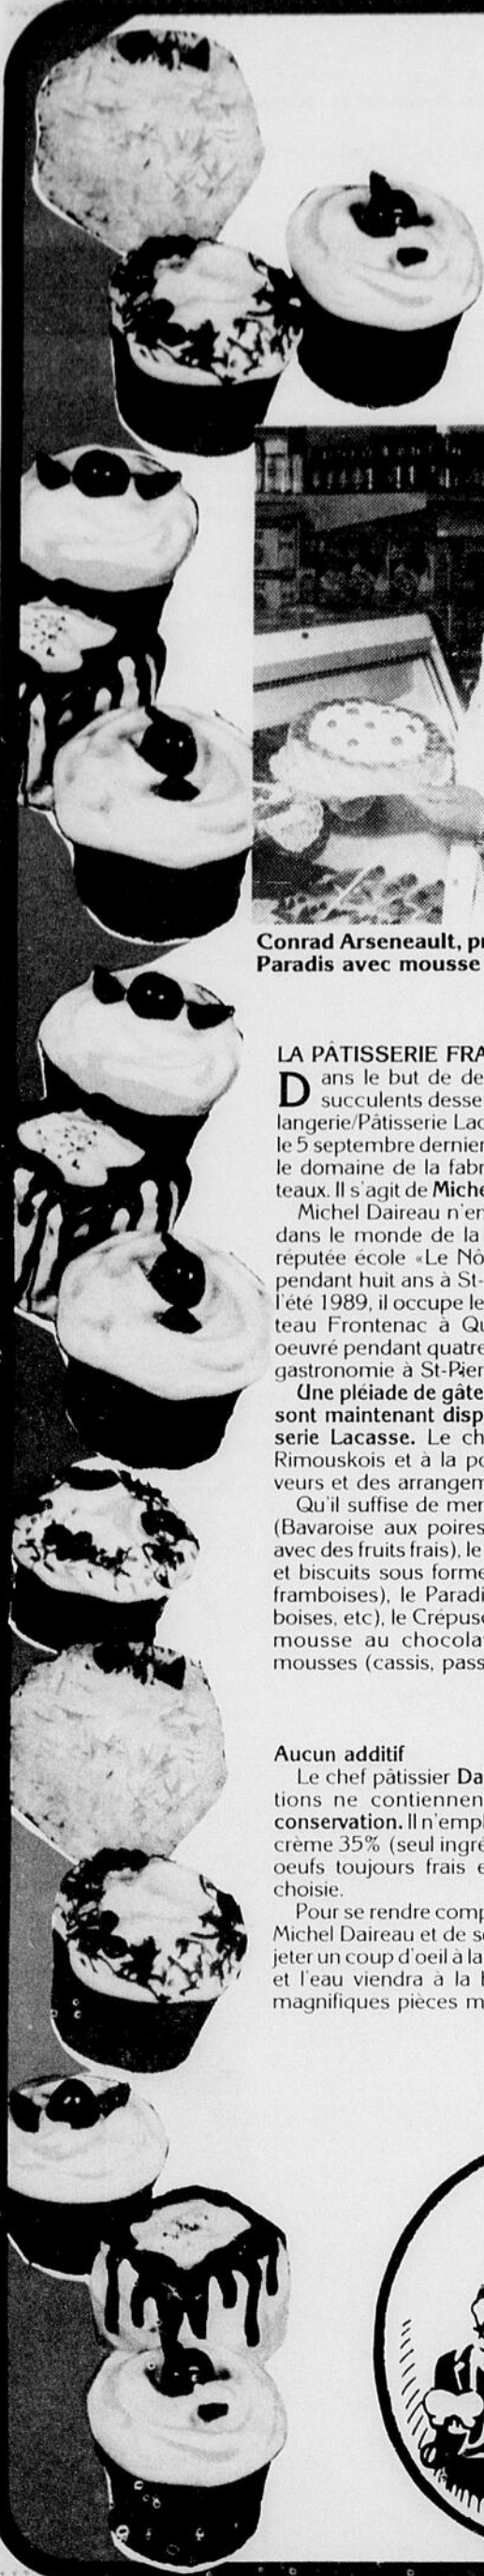 Conrad Arseneault, pr
Paradis avec mousse
LA PÂTISSERIE FRA
Dans le but de de
succulents desse
langerie/Pâtisserie Lac
le 5 septembre dernier
le domaine de la fabr
teaux. Il s'agit de Miche
Michel Daireau n'en
dans le monde de la
réputée école «Le Nô
pendant huit ans à St-
l'été 1989, il occupe le
teau Frontenac à Qu
oeuvré pendant quatre
gastronomie à St-Pier
Une pléiade de gâte
sont maintenant disp
serie Lacasse. Le ch
Rimouskois et à la po
veurs et des arrangem
Qu'il suffise de mer
(Bavaroise aux poires
avec des fruits frais), le
et biscuits sous forme
framboises), le Paradi
boises, etc), le Crépusc
mousse au chocolat
mousses (cassis, pass
Aucun additif
Le chef pâtissier Da
tions ne contiennen
conservation. Il n'empl
crème 35% (seul ingré
oeufs toujours frais e
choisie.
Pour se rendre comp
Michel Daireau et de se
jeter un coup d'oeil à la
et l'eau viendra à la b
magnifiques pièces m